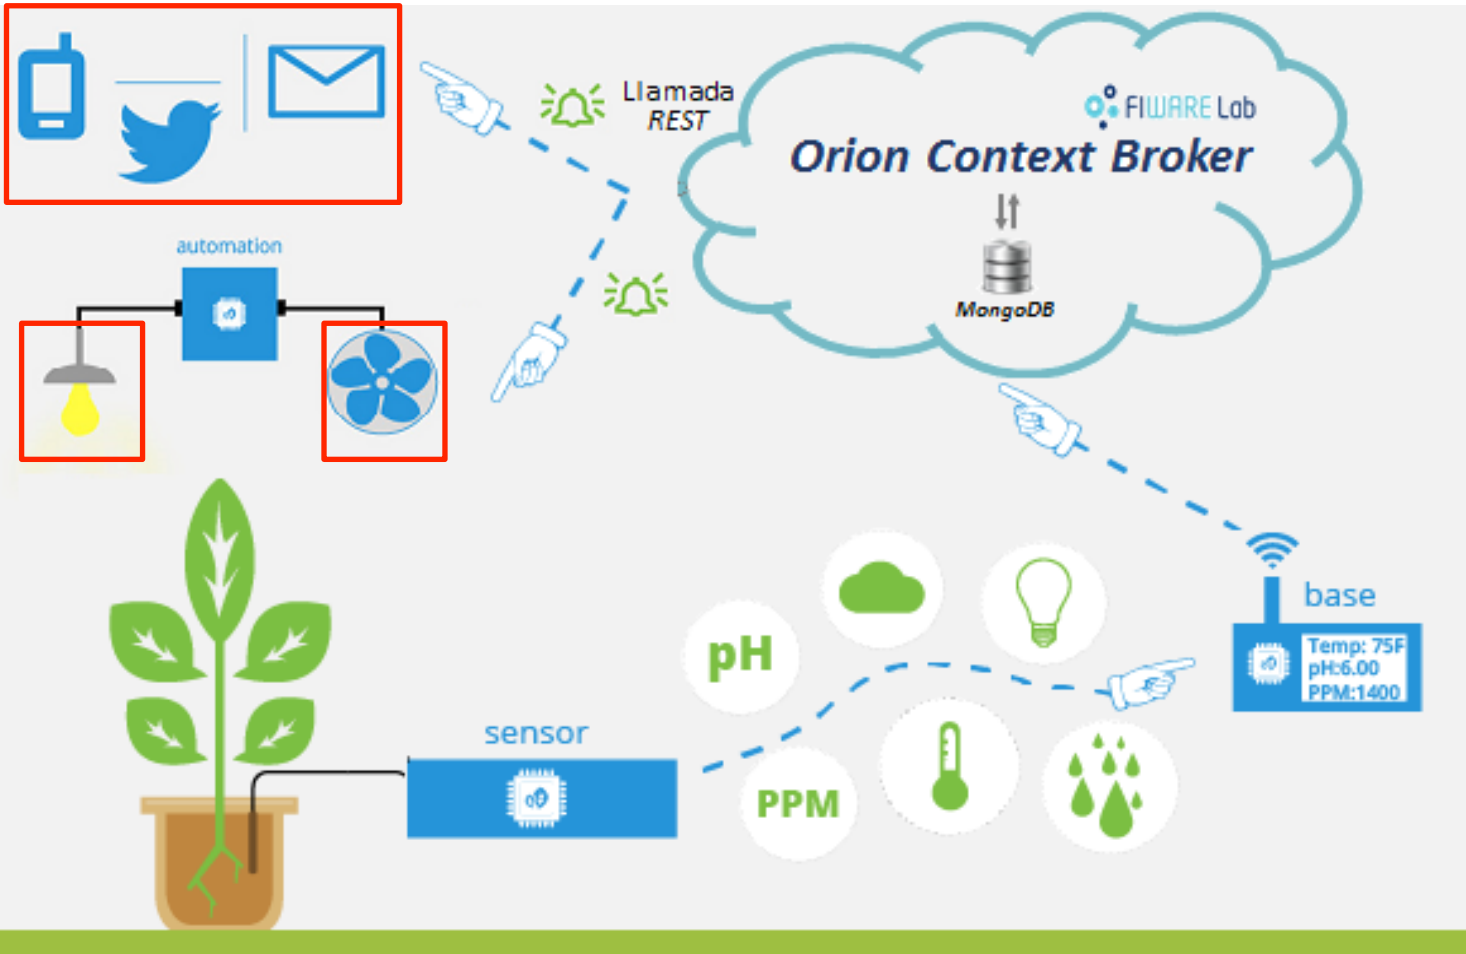 Llamada
REST
FIWARE Lab
Orion Context Broker
MongoDB
automation
base
Temp: 75F
pH:6.00
PPM:1400
pH
sensor
PPM